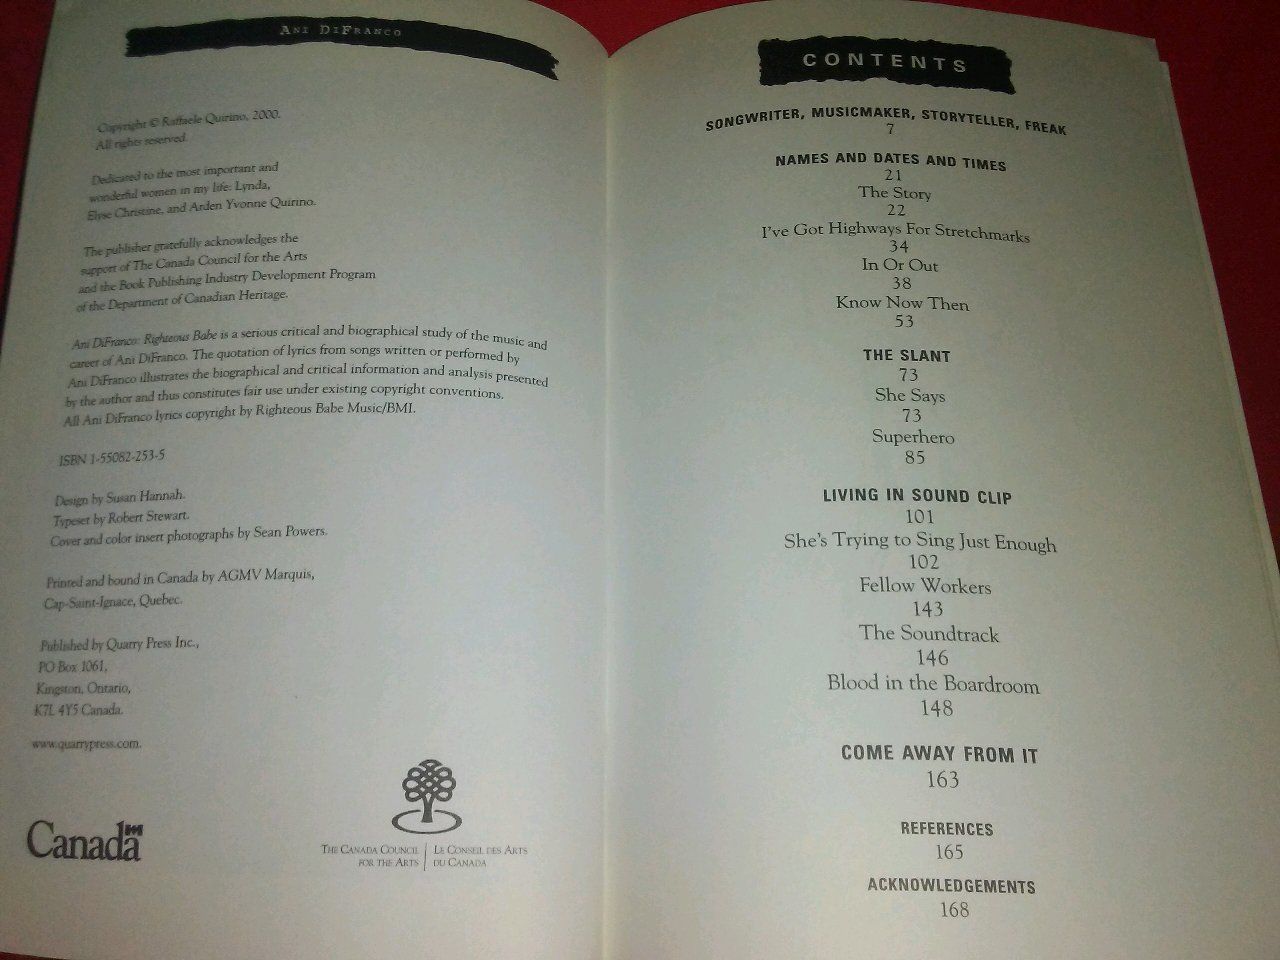 ANI DIFRANCO
Copyright © Raffaele Quirino, 2000.
All rights reserved.
Dedicated to the most important and
wonderful women in my life: Lynda,
Elyse Christine, and Arden Yvonne Quirino.
The publisher gratefully acknowledges the
support of The Canada Council for the Arts
and the Book Publishing Industry Development Program
of the Department of Canadian Heritage.
Ani DiFranco: Righteous Babe is a serious critical and biographical study of the music and
career of Ani DiFranco. The quotation of lyrics from songs written or performed by
Ani DiFranco illustrates the biographical and critical information and analysis presented
by the author and thus constitutes fair use under existing copyright conventions.
All Ani DiFranco lyrics copyright by Righteous Babe Music/BMI.
ISBN 1-55082-253-5
Design by Susan Hannah.
Typeset by Robert Stewart.
Cover and color insert photographs by Sean Powers.
Printed and bound in Canada by AGMV Marquis,
Cap-Saint-Ignace, Quebec.
Published by Quarry Press Inc.,
PO Box 1061,
Kingston, Ontario,
K7L 4Y5 Canada.
www.quarrypress.com.
Canada
THE CANADA COUNCIL
FOR THE ARTS
LE CONSEIL DES ARTS
DU CANADA
CONTENTS
SONGWRITER, MUSICMAKER, STORYTELLER, FREAK
7
NAMES AND DATES AND TIMES
21
The Story
22
I've Got Highways For Stretchmarks
34
In Or Out
38
Know Now Then
53
THE SLANT
73
She Says
73
Superhero
85
LIVING IN SOUND CLIP
101
She's Trying to Sing Just Enough
102
Fellow Workers
143
The Soundtrack
146
Blood in the Boardroom
148
COME AWAY FROM IT
163
REFERENCES
165
ACKNOWLEDGEMENTS
168